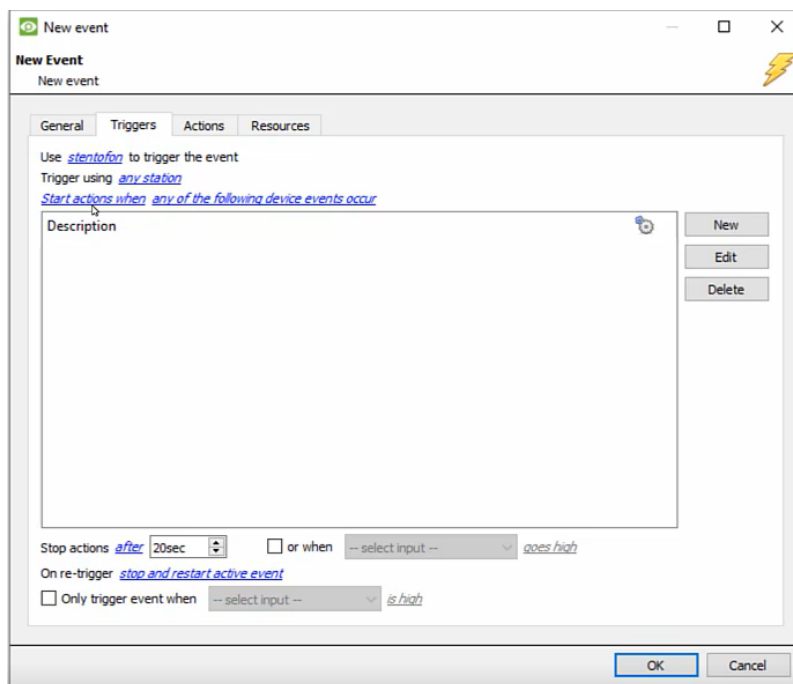 New event
New Event
New event
General Triggers Actions Resources
Use stentofon to trigger the event
Trigger using any station
Start actions when any of the following device events occur
Description
New
Edit
Delete
Stop actions after 20sec or when -- select input -- goes high
On re-trigger stop and restart active event
Only trigger event when -- select input -- is high
OK Cancel